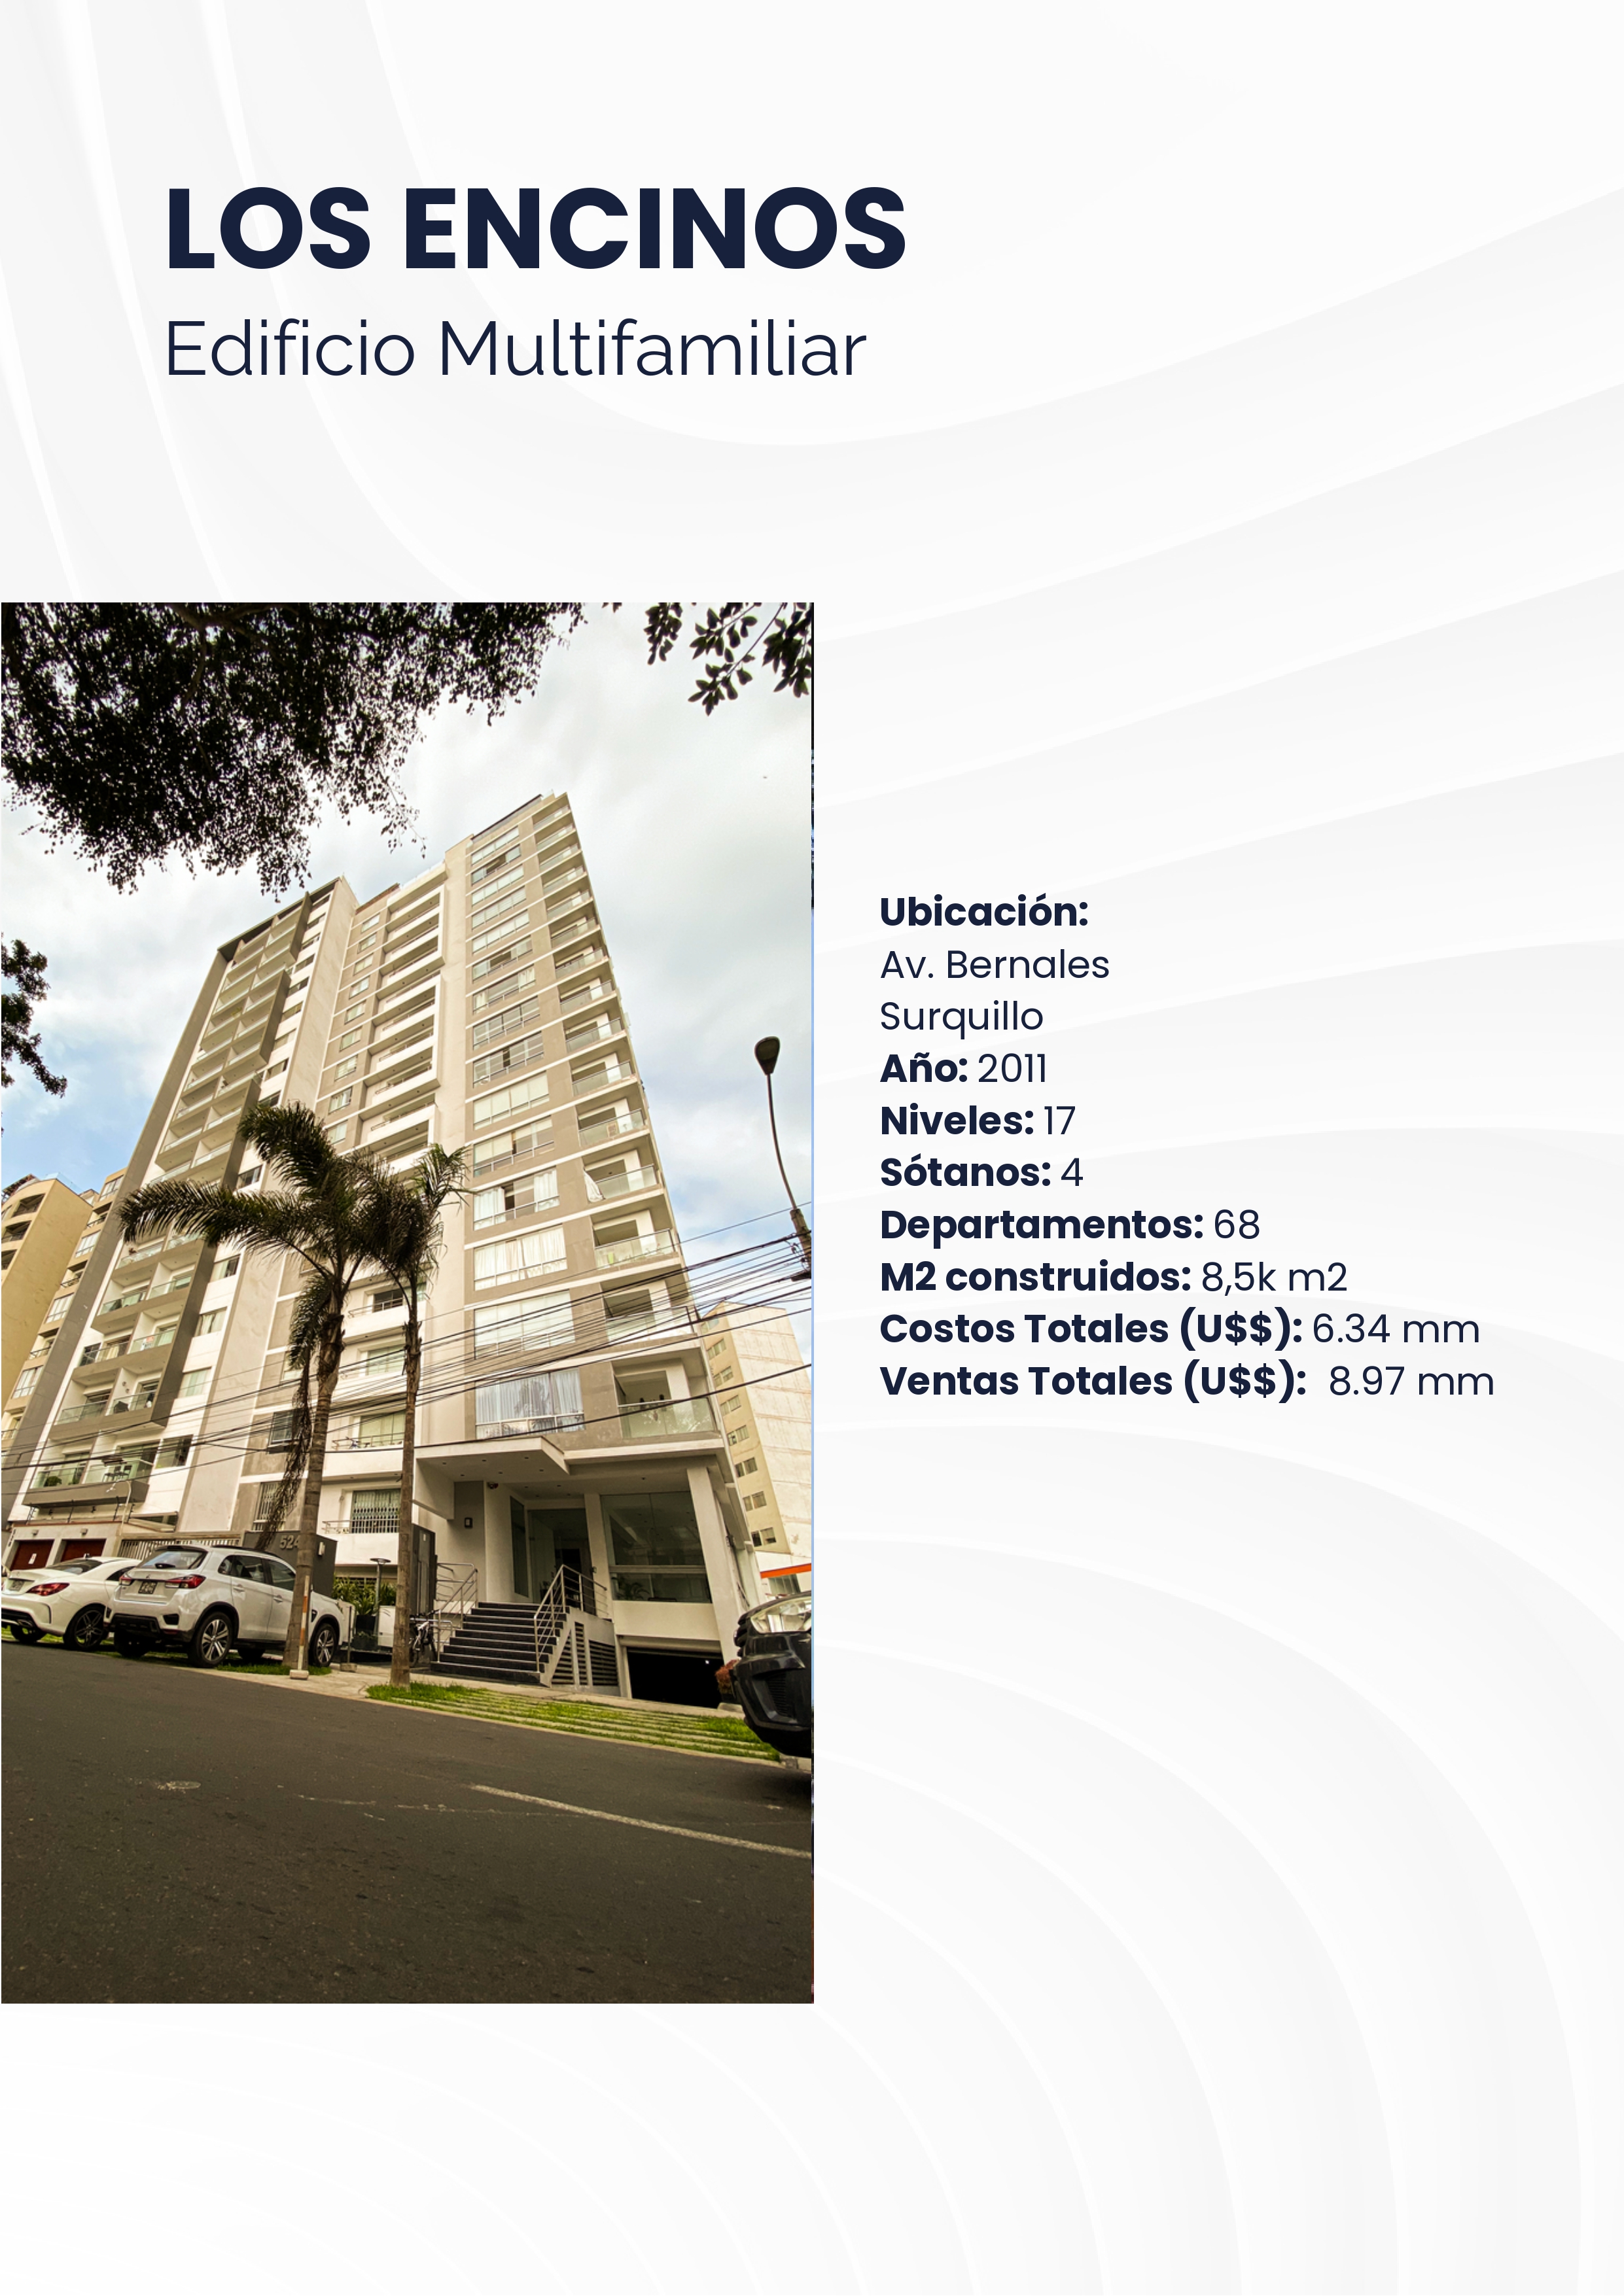 LOS ENCINOS
Edificio Multifamiliar
Ubicación:
Av. Bernales
Surquillo
Año: 2011
Niveles: 17
Sótanos: 4
Departamentos: 68
M2 construidos: 8,5k m2
Costos Totales (U$$): 6.34 mm
Ventas Totales (U$$): 8.97 mm
524